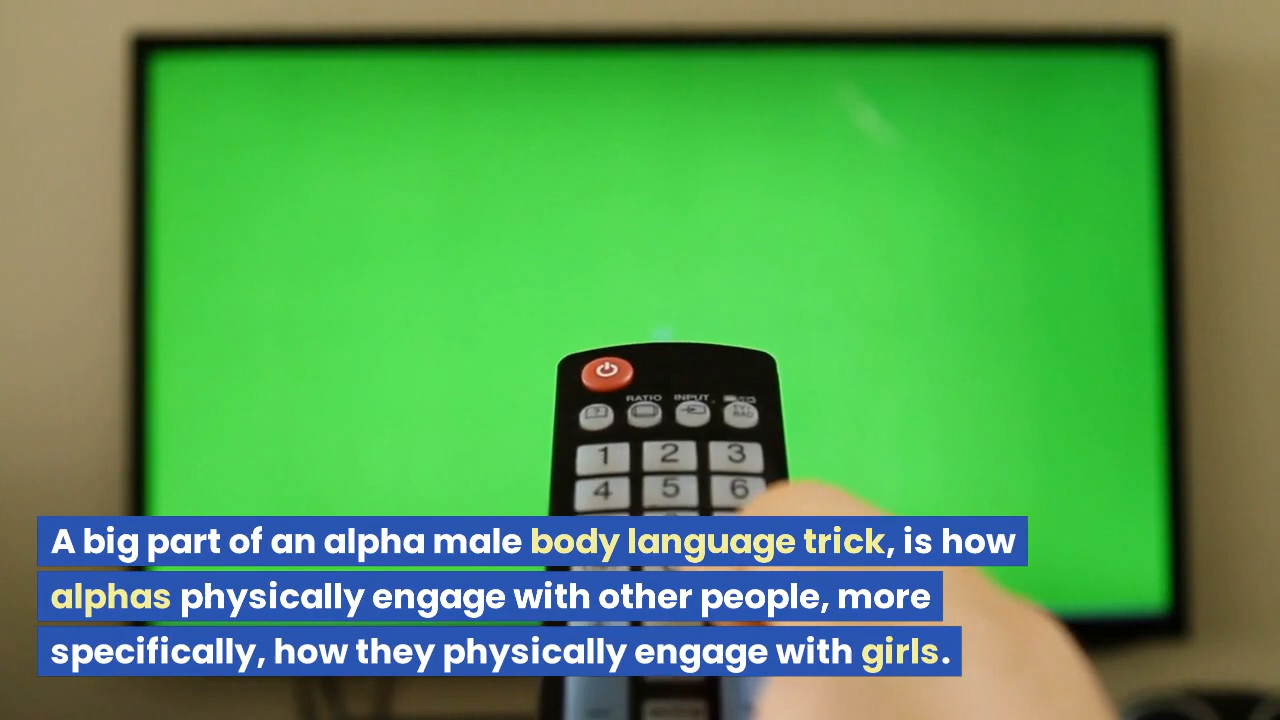 RATIO INPUT
1 2 3
4 5 6
A big part of an alpha male body language trick, is how
alphas physically engage with other people, more
specifically, how they physically engage with girls.